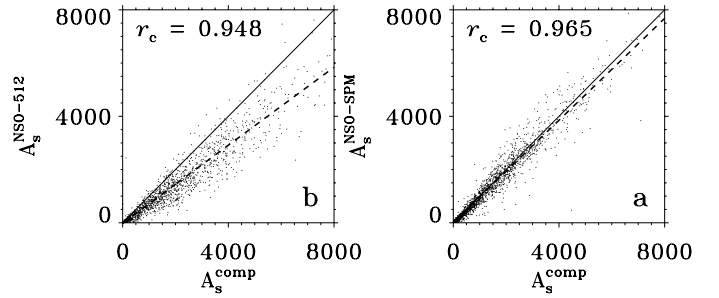 8000
r_c = 0.948
4000
0
A_s^NSO-512
b
0 4000 8000
A_s^comp
8000
r_c = 0.965
4000
0
A_s^NSO-SPM
a
0 4000 8000
A_s^comp